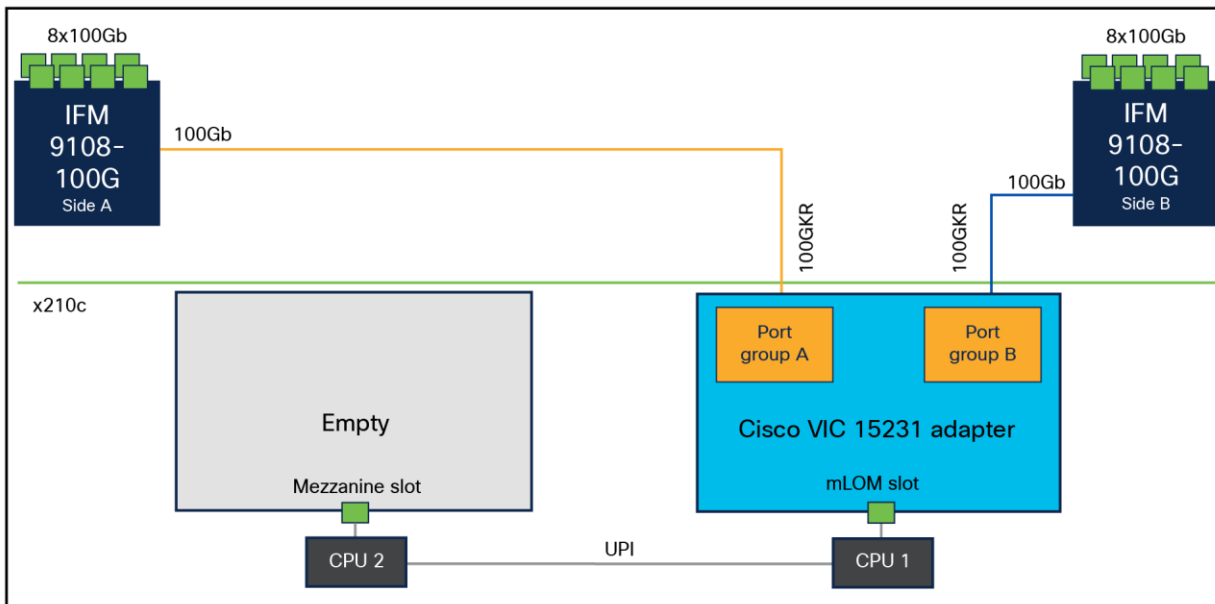 8x100Gb
8x100Gb
IFM
9108-
100G
Side A
IFM
9108-
100G
Side B
100Gb
100Gb
100GKR
100GKR
x210c
Port
group A
Port
group B
Empty
Cisco VIC 15231 adapter
Mezzanine slot
mLOM slot
CPU 2
UPI
CPU 1